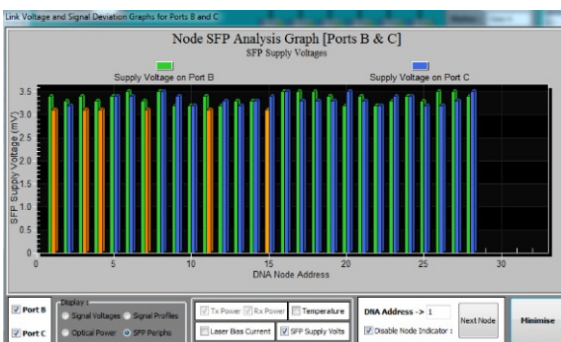 Link Voltage and Signal Deviation Graphs for Ports B and C
Node SFP Analysis Graph [Ports B & C]
SFP Supply Voltages
Supply Voltage on Port B
Supply Voltage on Port C
SFP Supply Voltage (mV)
3.5
3.0
2.5
2.0
1.5
1.0
0.5
0
0 5 10 15 20 25 30
DNA Node Address
Port B
Port C
Display :
Signal Voltages
Signal Profiles
Optical Power
SFP Periphs
Tx Power
Rx Power
Temperature
Laser Bias Current
SFP Supply Volts
DNA Address -> 1
Disable Node Indicator :
Next Node
Minimise